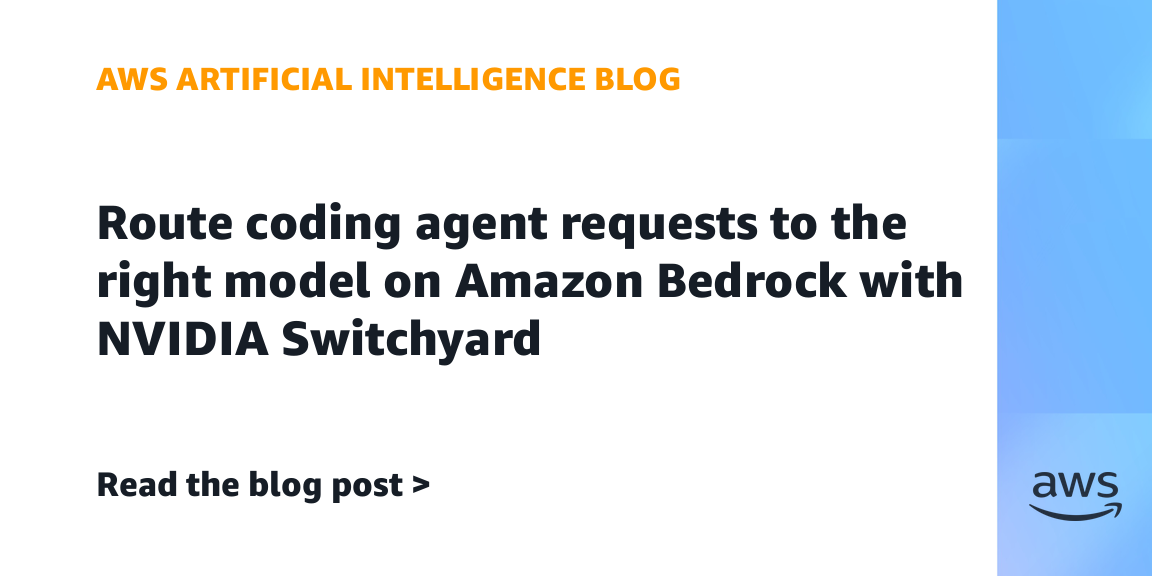 AWS ARTIFICIAL INTELLIGENCE BLOG
Route coding agent requests to the
right model on Amazon Bedrock with
NVIDIA Switchyard
Read the blog post >
aws